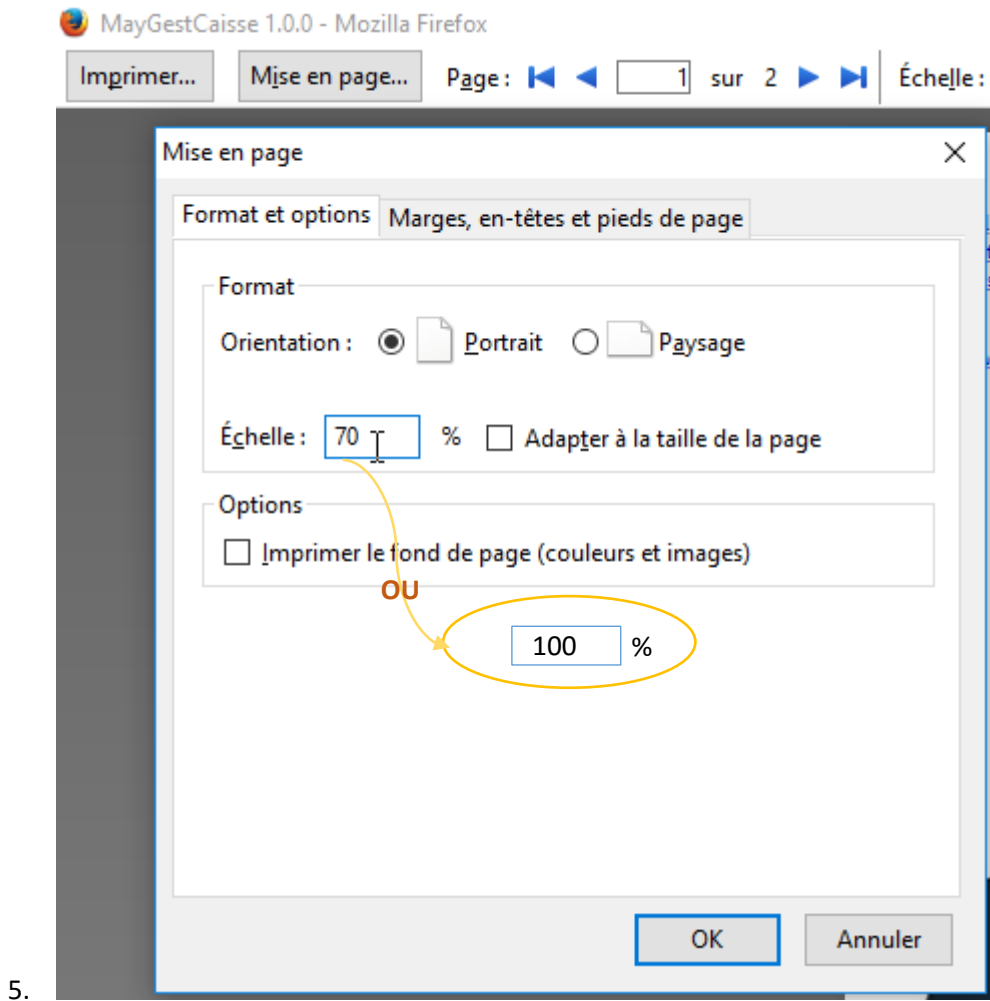 MayGestCaisse 1.0.0 - Mozilla Firefox
Imprimer... Mise en page... Page : 1 sur 2 Échelle :
Mise en page
Format et options Marges, en-têtes et pieds de page
Format
Orientation : Portrait Paysage
Échelle : 70 % Adapter à la taille de la page
Options
Imprimer le fond de page (couleurs et images)
OU
100 %
OK Annuler
5.